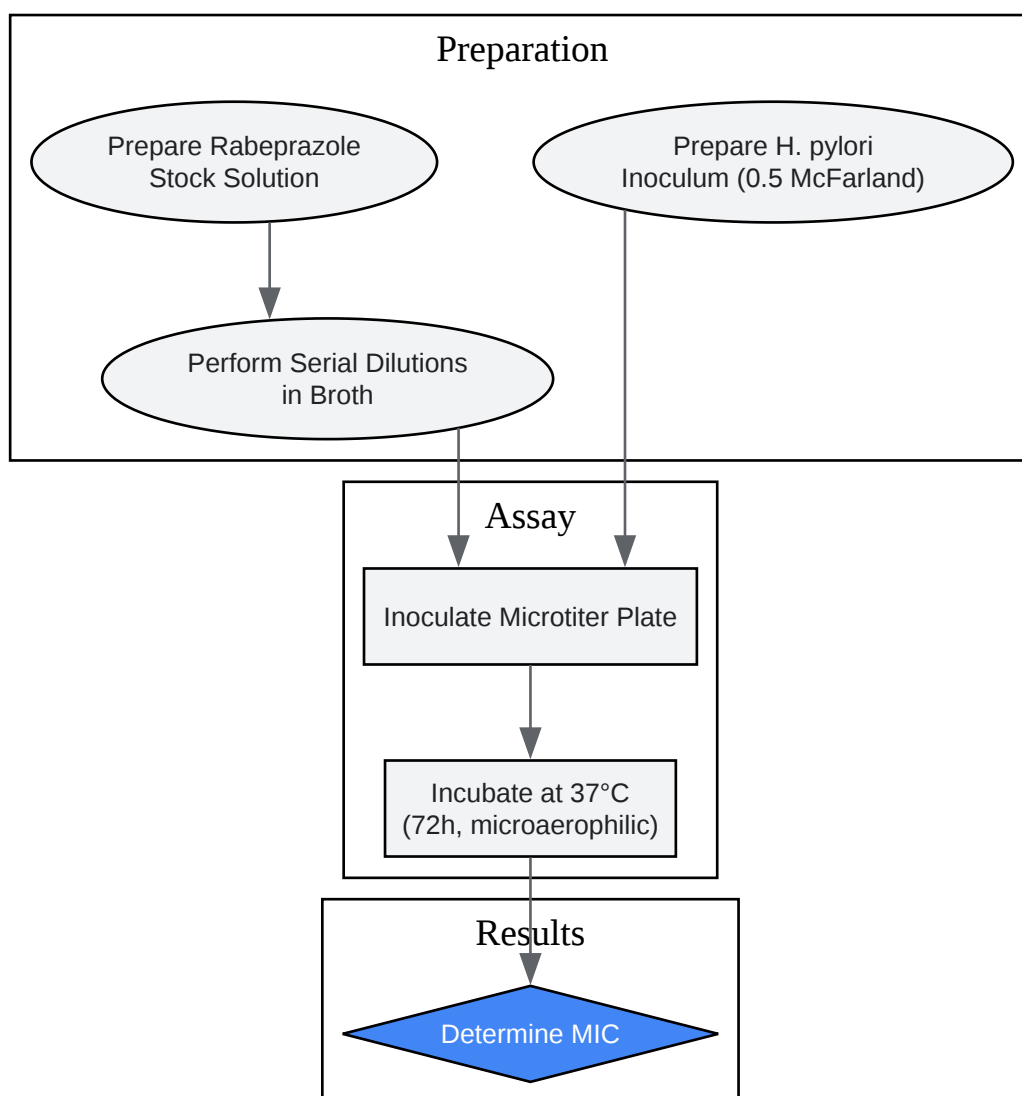 Preparation
Prepare Rabeprazole
Stock Solution
Prepare H. pylori
Inoculum (0.5 McFarland)
Perform Serial Dilutions
in Broth
Assay
Inoculate Microtiter Plate
Incubate at 37°C
(72h, microaerophilic)
Results
Determine MIC